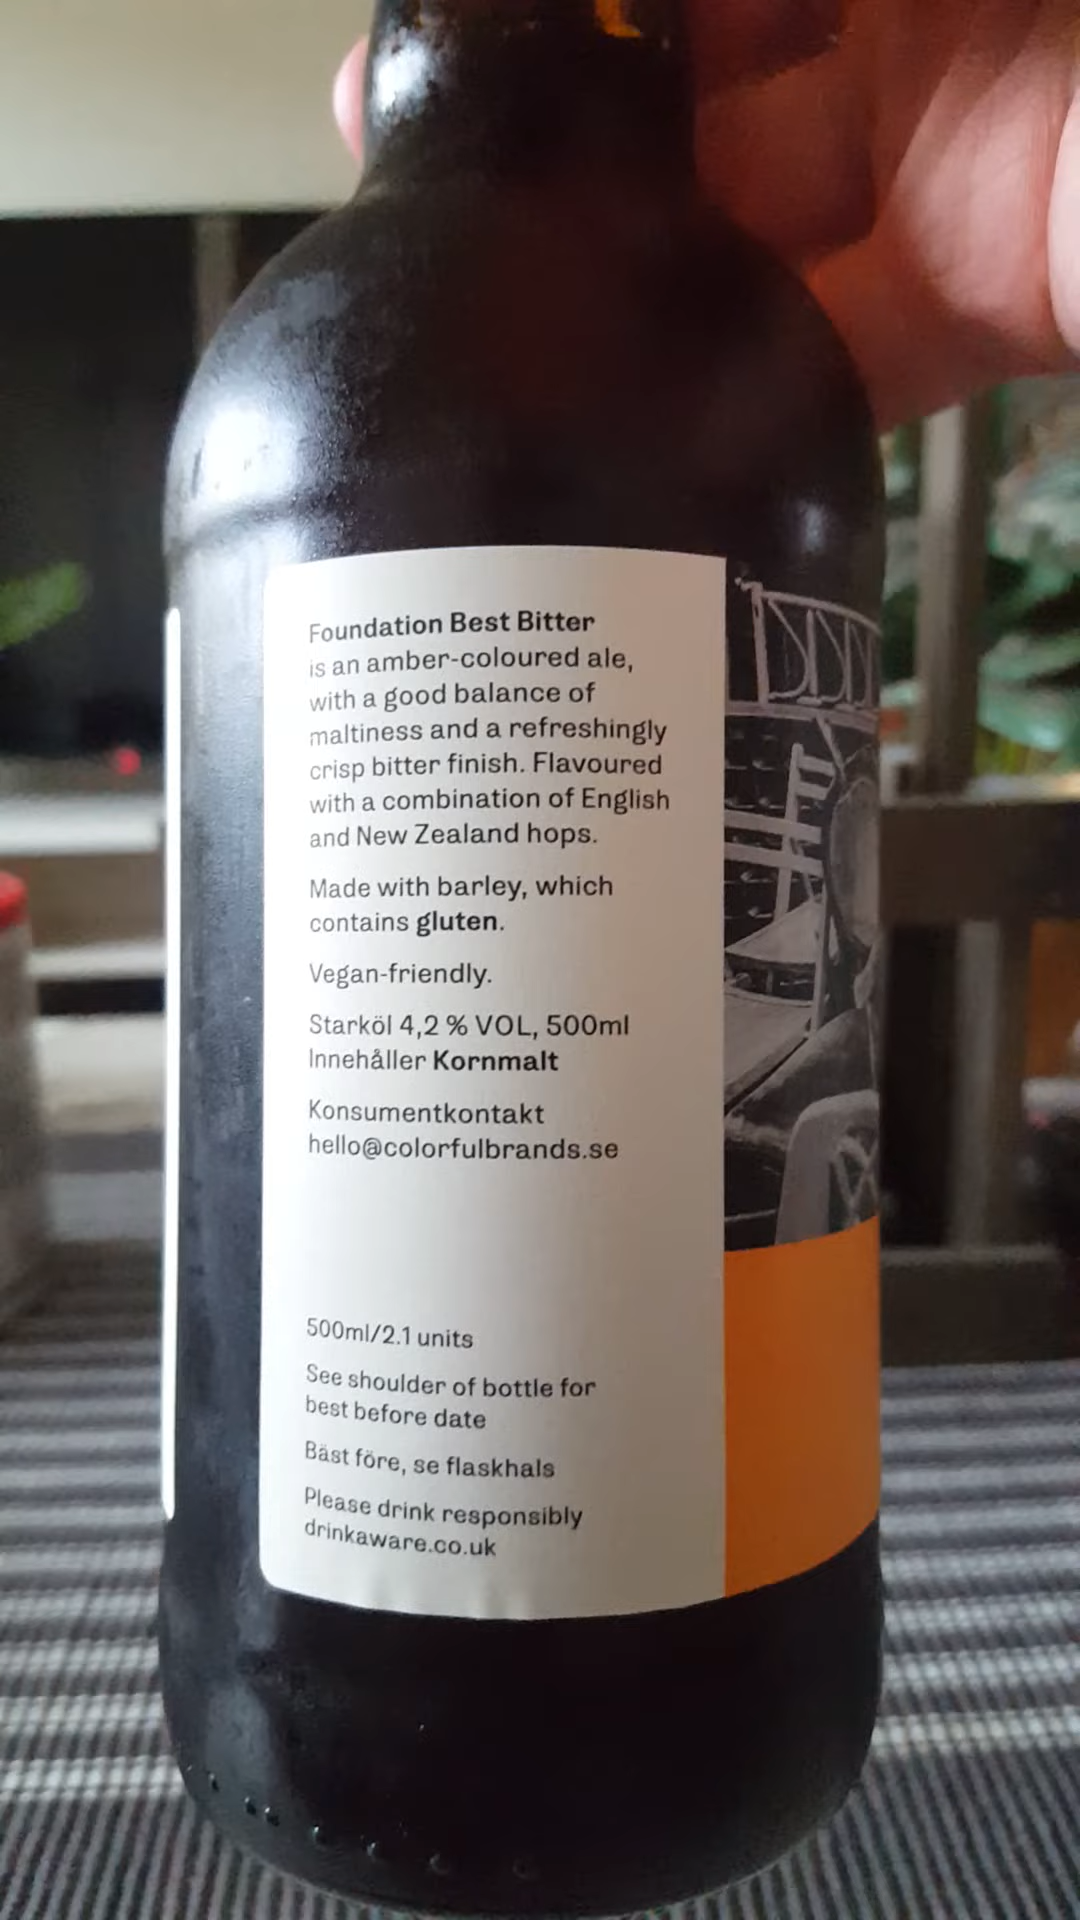 Foundation Best Bitter
is an amber-coloured ale,
with a good balance of
maltiness and a refreshingly
crisp bitter finish. Flavoured
with a combination of English
and New Zealand hops.
Made with barley, which
contains gluten.
Vegan-friendly.
Starköl 4,2 % VOL, 500ml
Innehåller Kornmalt
Konsumentkontakt
hello@colorfulbrands.se
500ml/2.1 units
See shoulder of bottle for
best before date
Bäst före, se flaskhals
Please drink responsibly
drinkaware.co.uk